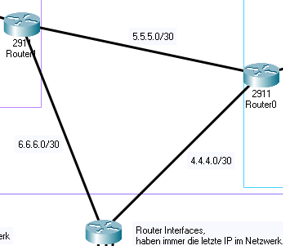 5.5.5.0/30
2911
2911
Router0
6.6.6.0/30
4.4.4.0/30
Router Interfaces,
haben immer die letzte IP im Netzwerk